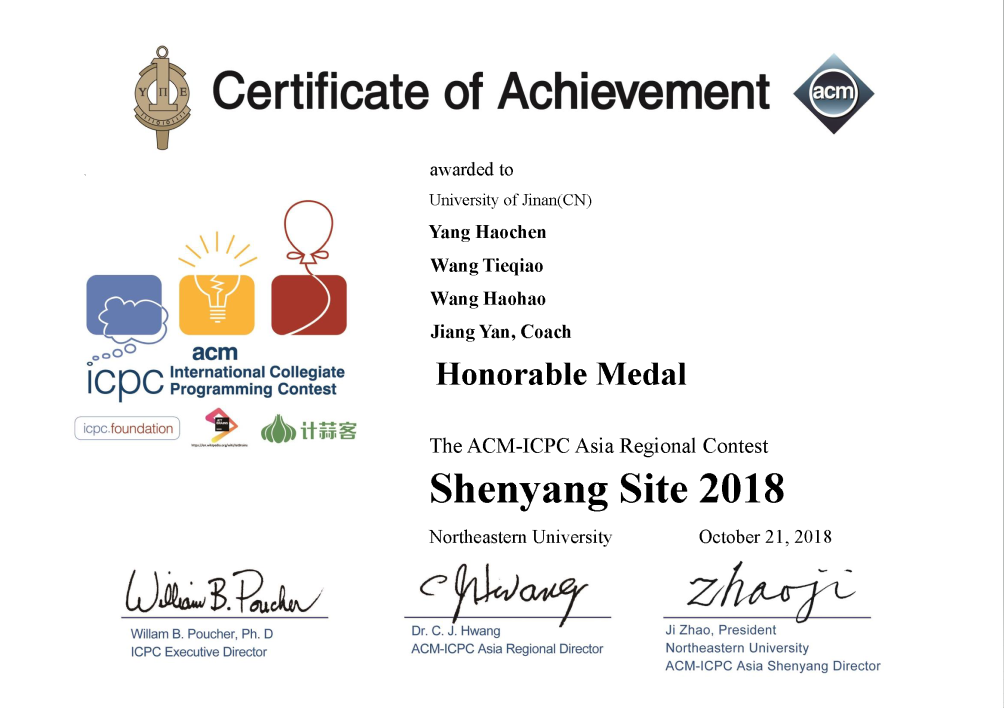 Certificate of Achievement
Υ Π Ε
acm
awarded to
University of Jinan(CN)
Yang Haochen
Wang Tieqiao
Wang Haohao
Jiang Yan, Coach
Honorable Medal
acm
icpc International Collegiate
Programming Contest
icpc.foundation
计蒜客
The ACM-ICPC Asia Regional Contest
Shenyang Site 2018
Northeastern University October 21, 2018
William B. Poucher
C J Hwang
zhaoji
Willam B. Poucher, Ph. D
ICPC Executive Director
Dr. C. J. Hwang
ACM-ICPC Asia Regional Director
Ji Zhao, President
Northeastern University
ACM-ICPC Asia Shenyang Director